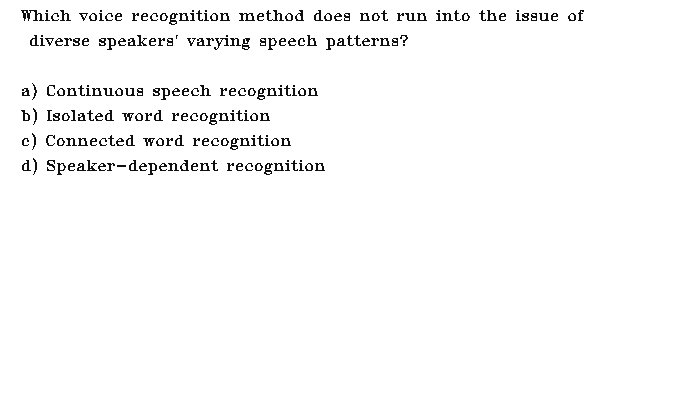 Which voice recognition method does not run into the issue of
diverse speakers' varying speech patterns?
a) Continuous speech recognition
b) Isolated word recognition
c) Connected word recognition
d) Speaker-dependent recognition